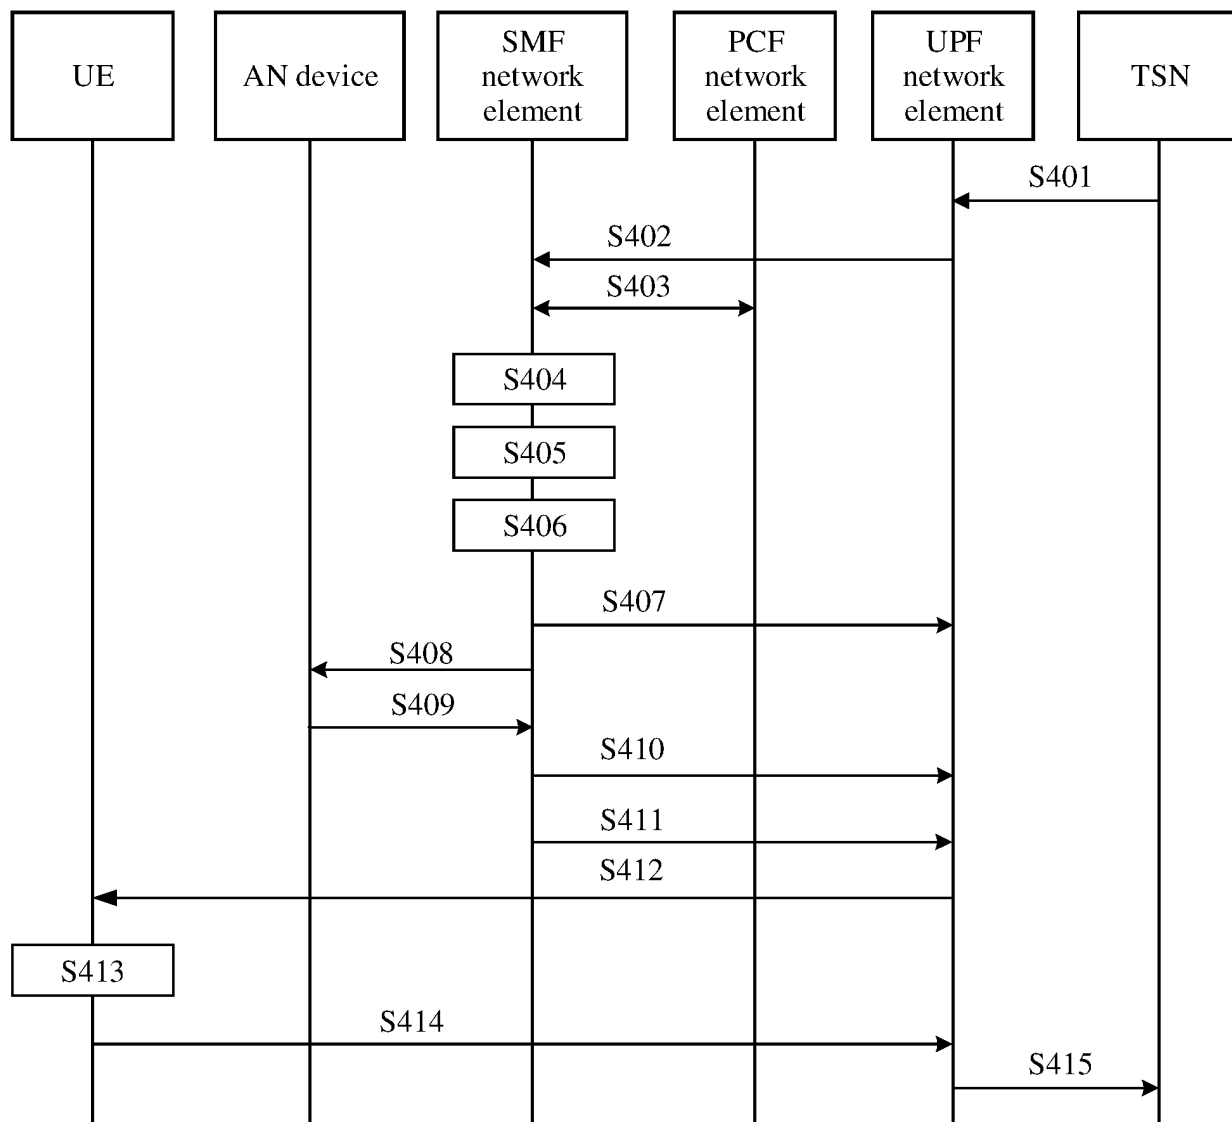 UE
AN device
SMF
network
element
PCF
network
element
UPF
network
element
TSN
S401
S402
S403
S404
S405
S406
S407
S408
S409
S410
S411
S412
S413
S414
S415